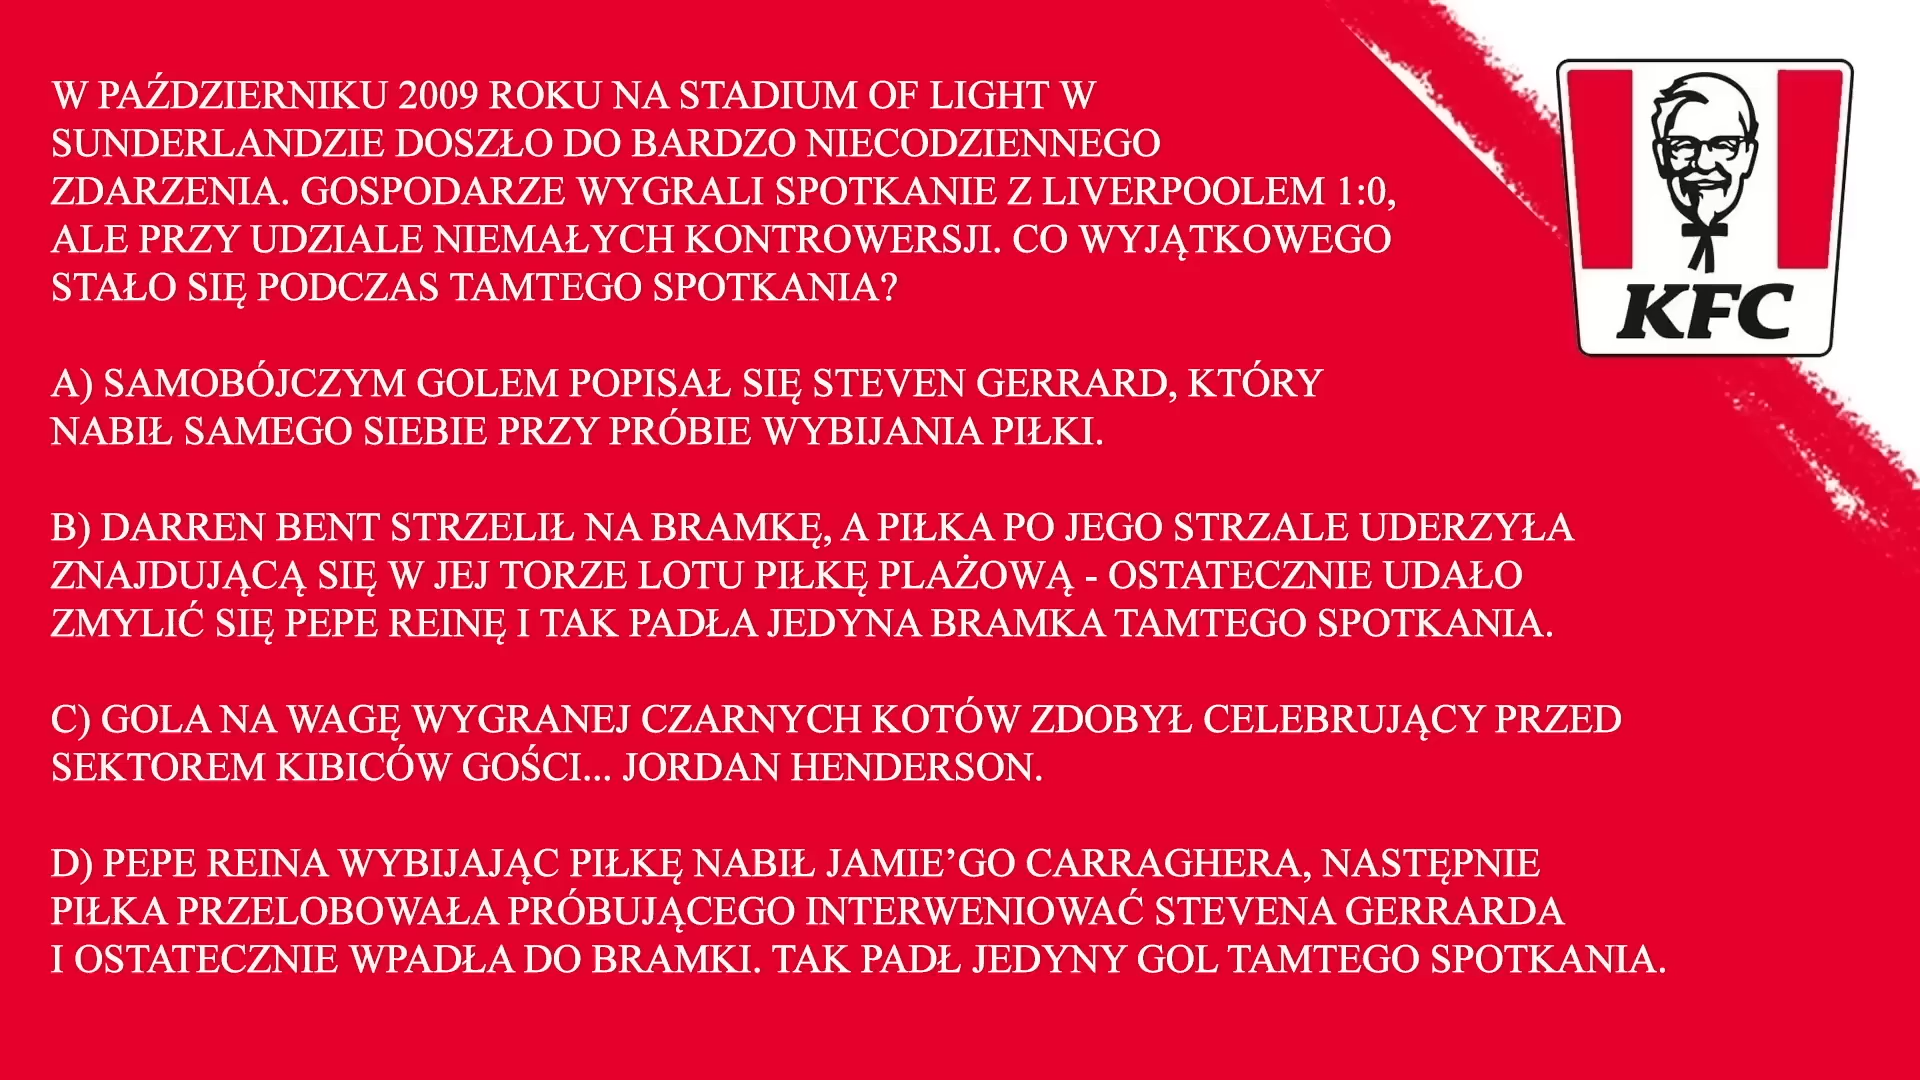 W PAŹDZIERNIKU 2009 ROKU NA STADIUM OF LIGHT W
SUNDERLANDZIE DOSZŁO DO BARDZO NIECODZIENNEGO
ZDARZENIA. GOSPODARZE WYGRALI SPOTKANIE Z LIVERPOOLEM 1:0,
ALE PRZY UDZIALE NIEMAŁYCH KONTROWERSJI. CO WYJĄTKOWEGO
STAŁO SIĘ PODCZAS TAMTEGO SPOTKANIA?
A) SAMOBÓJCZYM GOLEM POPISAŁ SIĘ STEVEN GERRARD, KTÓRY
NABIŁ SAMEGO SIEBIE PRZY PRÓBIE WYBIJANIA PIŁKI.
B) DARREN BENT STRZELIŁ NA BRAMKĘ, A PIŁKA PO JEGO STRZALE UDERZYŁA
ZNAJDUJĄCĄ SIĘ W JEJ TORZE LOTU PIŁKĘ PLAŻOWĄ - OSTATECZNIE UDAŁO
ZMYLIĆ SIĘ PEPE REINĘ I TAK PADŁA JEDYNA BRAMKA TAMTEGO SPOTKANIA.
C) GOLA NA WAGĘ WYGRANEJ CZARNYCH KOTÓW ZDOBYŁ CELEBRUJĄCY PRZED
SEKTOREM KIBICÓW GOŚCI... JORDAN HENDERSON.
D) PEPE REINA WYBIJAJĄC PIŁKĘ NABIŁ JAMIE’GO CARRAGHERA, NASTĘPNIE
PIŁKA PRZELOBOWAŁA PRÓBUJĄCEGO INTERWENIOWAĆ STEVENA GERRARDA
I OSTATECZNIE WPADŁA DO BRAMKI. TAK PADŁ JEDYNY GOL TAMTEGO SPOTKANIA.
KFC